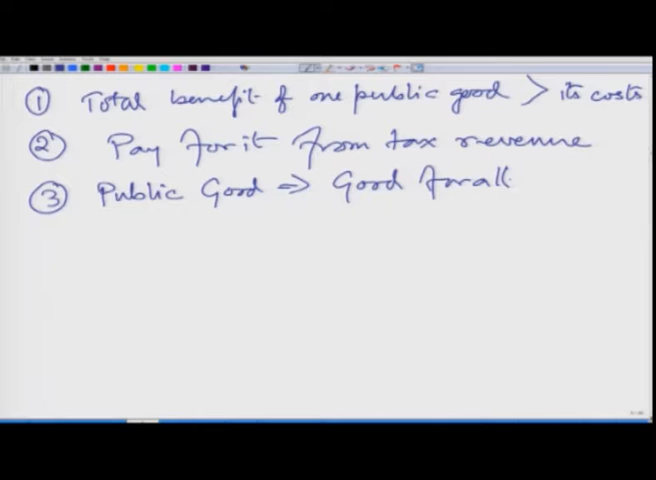 ① Total benefit of one public good > its costs
② Pay for it from tax revenue
③ Public Good ⇒ Good for all